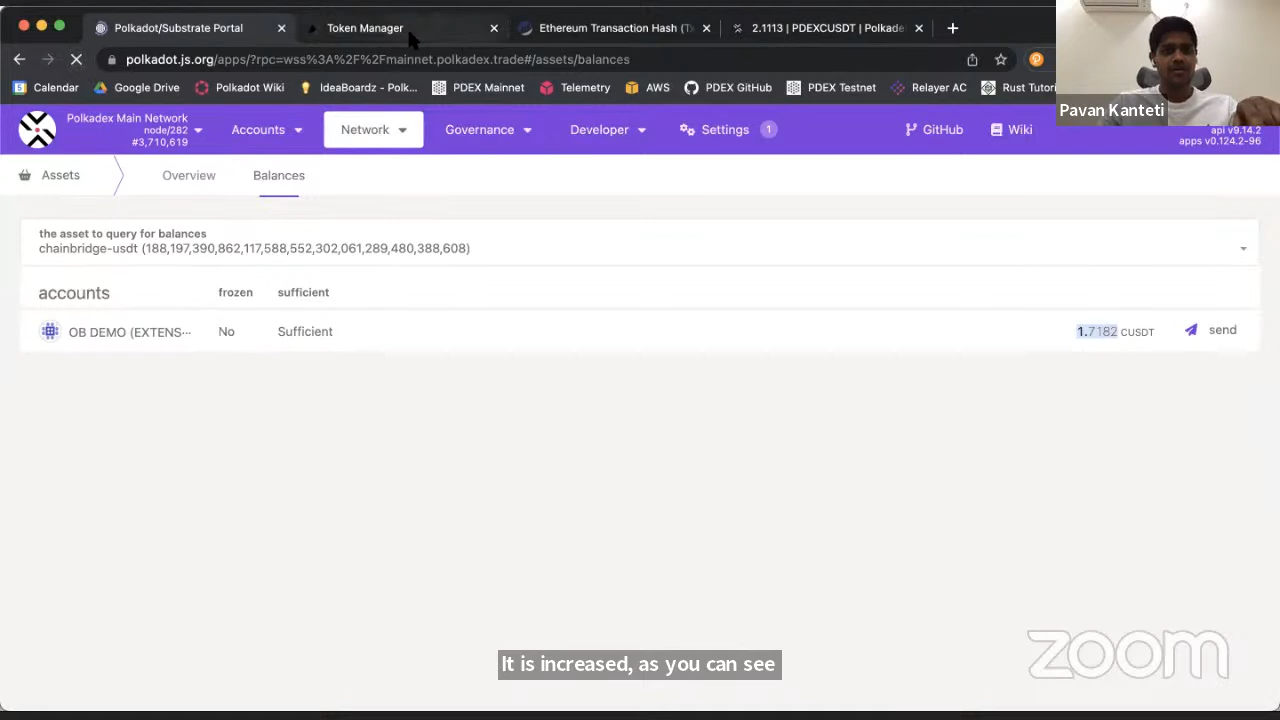 Polkadot/Substrate Portal
Token Manager
Ethereum Transaction Hash (Tx
2.1113 | PDEXCUSDT | Polkade
polkadot.js.org/apps/?rpc=wss%3A%2F%2Fmainnet.polkadex.trade#/assets/balances
Calendar
Google Drive
Polkadot Wiki
IdeaBoardz - Polk...
PDEX Mainnet
Telemetry
AWS
PDEX GitHub
PDEX Testnet
Relayer AC
Rust Tutori
Pavan Kanteti
Polkadex Main Network
node/282
#3,710,619
Accounts
Network
Governance
Developer
Settings
1
GitHub
Wiki
api v9.14.2
apps v0.124.2-96
Assets
Overview
Balances
the asset to query for balances
chainbridge-usdt (188,197,390,862,117,588,552,302,061,289,480,388,608)
accounts
frozen
sufficient
OB DEMO (EXTENS...
No
Sufficient
1.7182 CUSDT
send
It is increased, as you can see
zoom